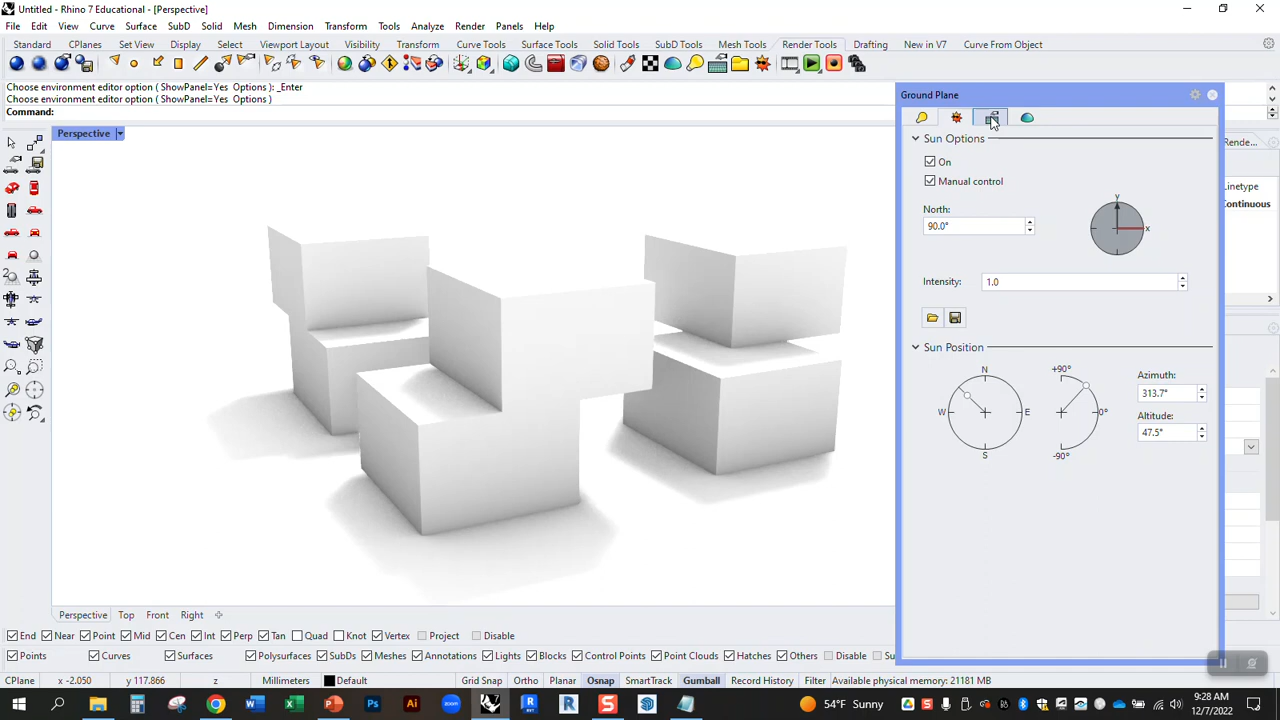 Untitled - Rhino 7 Educational - [Perspective]
File Edit View Curve Surface SubD Solid Mesh Dimension Transform Tools Analyze Render Panels Help
Standard CPlanes Set View Display Select Viewport Layout Visibility Transform Curve Tools Surface Tools Solid Tools SubD Tools Mesh Tools Render Tools Drafting New in V7 Curve From Object
Choose environment editor option ( ShowPanel=Yes Options ): _Enter
Choose environment editor option ( ShowPanel=Yes Options )
Command:
Perspective
Ground Plane
Rende...
Sun Options
On
Manual control
Linetype
Continuous
North:
90.0°
y
x
Intensity:
1.0
Sun Position
N
W E
S
+90°
0°
-90°
Azimuth:
313.7°
Altitude:
47.5°
Perspective Top Front Right
End Near Point Mid Cen Int Perp Tan Quad Knot Vertex Project Disable
Points Curves Surfaces Polysurfaces SubDs Meshes Annotations Lights Blocks Control Points Point Clouds Hatches Others Disable Su
CPlane x -2.050 y 117.866 z Millimeters Default Grid Snap Ortho Planar Osnap SmartTrack Gumball Record History Filter Available physical memory: 21181 MB
54°F Sunny
9:28 AM
12/7/2022